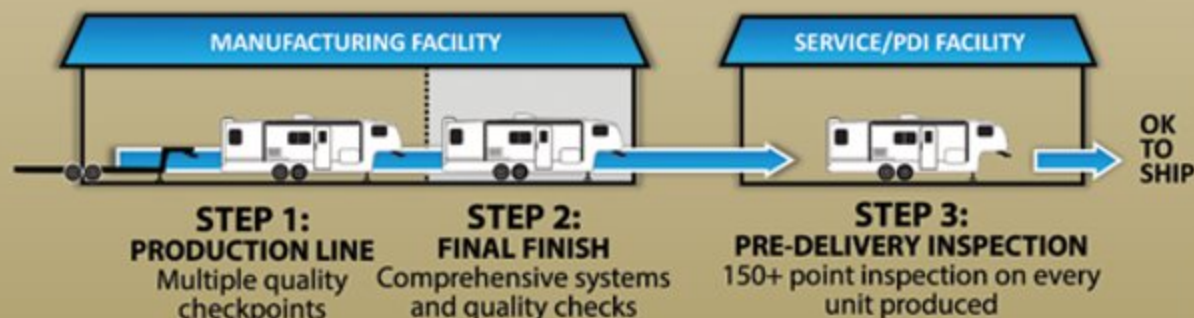 MANUFACTURING FACILITY
SERVICE/PDI FACILITY
OK
TO
SHIP
STEP 1:
PRODUCTION LINE
Multiple quality
checkpoints
STEP 2:
FINAL FINISH
Comprehensive systems
and quality checks
STEP 3:
PRE-DELIVERY INSPECTION
150+ point inspection on every
unit produced